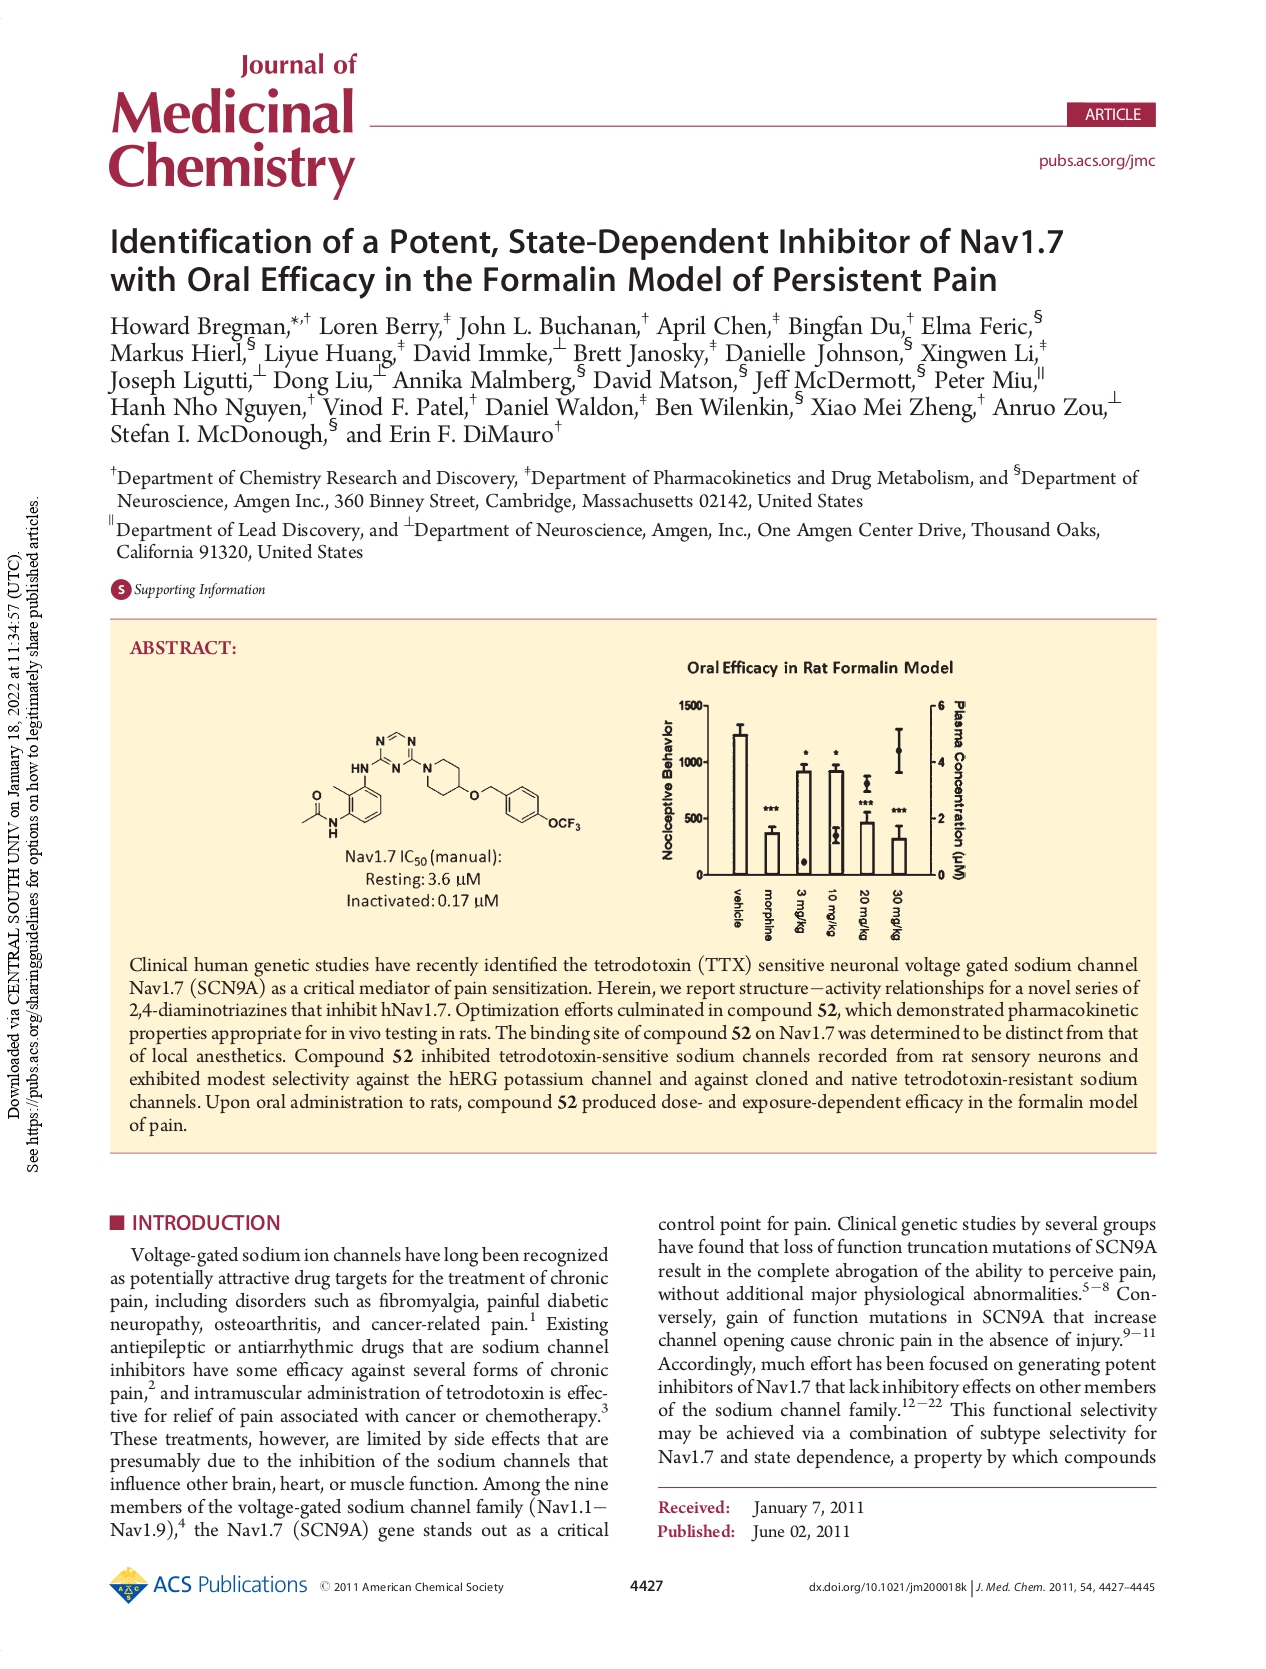 Journal of
Medicinal
Chemistry
ARTICLE
pubs.acs.org/jmc
Identification of a Potent, State-Dependent Inhibitor of Nav1.7
with Oral Efficacy in the Formalin Model of Persistent Pain
Howard Bregman,*,† Loren Berry,‡ John L. Buchanan,† April Chen,‡ Bingfan Du,† Elma Feric,§
Markus Hierl,§ Liyue Huang,‡ David Immke,⊥ Brett Janosky,‡ Danielle Johnson,§ Xingwen Li,‡
Joseph Ligutti,⊥ Dong Liu,⊥ Annika Malmberg,§ David Matson,§ Jeff McDermott,§ Peter Miu,∥
Hanh Nho Nguyen,† Vinod F. Patel,† Daniel Waldon,‡ Ben Wilenkin,§ Xiao Mei Zheng,† Anruo Zou,⊥
Stefan I. McDonough,§ and Erin F. DiMauro†
†Department of Chemistry Research and Discovery, ‡Department of Pharmacokinetics and Drug Metabolism, and §Department of
Neuroscience, Amgen Inc., 360 Binney Street, Cambridge, Massachusetts 02142, United States
∥Department of Lead Discovery, and ⊥Department of Neuroscience, Amgen, Inc., One Amgen Center Drive, Thousand Oaks,
California 91320, United States
S Supporting Information
ABSTRACT:
N
N
HN
N
N
O
O
N
H
OCF3
Nav1.7 IC50 (manual):
Resting: 3.6 μM
Inactivated: 0.17 μM
Oral Efficacy in Rat Formalin Model
Nociceptive Behavior
1500
1000
500
0
***
*
*
***
***
6
4
2
0
Plasma Concentration (μM)
vehicle
morphine
3 mg/kg
10 mg/kg
20 mg/kg
30 mg/kg
Clinical human genetic studies have recently identified the tetrodotoxin (TTX) sensitive neuronal voltage gated sodium channel
Nav1.7 (SCN9A) as a critical mediator of pain sensitization. Herein, we report structure−activity relationships for a novel series of
2,4-diaminotriazines that inhibit hNav1.7. Optimization efforts culminated in compound 52, which demonstrated pharmacokinetic
properties appropriate for in vivo testing in rats. The binding site of compound 52 on Nav1.7 was determined to be distinct from that
of local anesthetics. Compound 52 inhibited tetrodotoxin-sensitive sodium channels recorded from rat sensory neurons and
exhibited modest selectivity against the hERG potassium channel and against cloned and native tetrodotoxin-resistant sodium
channels. Upon oral administration to rats, compound 52 produced dose- and exposure-dependent efficacy in the formalin model
of pain.
INTRODUCTION
Voltage-gated sodium ion channels have long been recognized
as potentially attractive drug targets for the treatment of chronic
pain, including disorders such as fibromyalgia, painful diabetic
neuropathy, osteoarthritis, and cancer-related pain.1 Existing
antiepileptic or antiarrhythmic drugs that are sodium channel
inhibitors have some efficacy against several forms of chronic
pain,2 and intramuscular administration of tetrodotoxin is effec-
tive for relief of pain associated with cancer or chemotherapy.3
These treatments, however, are limited by side effects that are
presumably due to the inhibition of the sodium channels that
influence other brain, heart, or muscle function. Among the nine
members of the voltage-gated sodium channel family (Nav1.1−
Nav1.9),4 the Nav1.7 (SCN9A) gene stands out as a critical
control point for pain. Clinical genetic studies by several groups
have found that loss of function truncation mutations of SCN9A
result in the complete abrogation of the ability to perceive pain,
without additional major physiological abnormalities.5−8 Con-
versely, gain of function mutations in SCN9A that increase
channel opening cause chronic pain in the absence of injury.9−11
Accordingly, much effort has been focused on generating potent
inhibitors of Nav1.7 that lack inhibitory effects on other members
of the sodium channel family.12−22 This functional selectivity
may be achieved via a combination of subtype selectivity for
Nav1.7 and state dependence, a property by which compounds
Received: January 7, 2011
Published: June 02, 2011
ACS Publications © 2011 American Chemical Society
4427
dx.doi.org/10.1021/jm200018k | J. Med. Chem. 2011, 54, 4427–4445
Downloaded via CENTRAL SOUTH UNIV on January 18, 2022 at 11:34:57 (UTC).
See https://pubs.acs.org/sharingguidelines for options on how to legitimately share published articles.